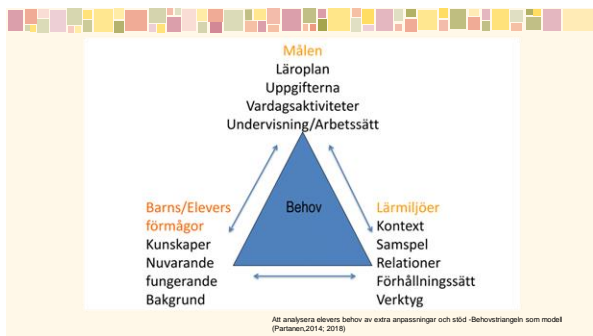 Målen
Läroplan
Uppgifterna
Vardagsaktiviteter
Undervisning/Arbetssätt
Behov
Barns/Elevers
förmågor
Kunskaper
Nuvarande
fungerande
Bakgrund
Lärmiljöer
Kontext
Samspel
Relationer
Förhållningssätt
Verktyg
Att analysera elevers behov av extra anpassningar och stöd -Behovstriangeln som modell
(Partanen,2014; 2018)